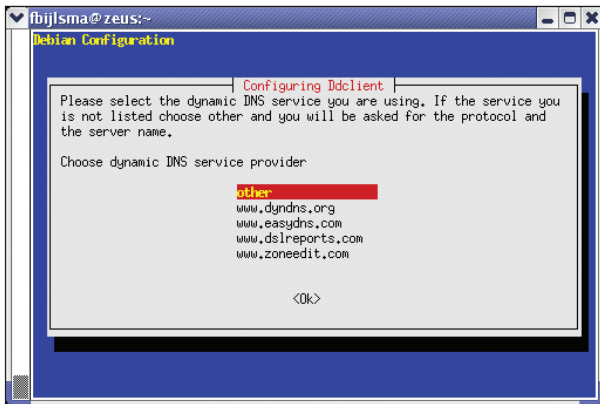 fbijlsma@zeus:~
Debian Configuration
Configuring Ddclient
Please select the dynamic DNS service you are using. If the service you
is not listed choose other and you will be asked for the protocol and
the server name.
Choose dynamic DNS service provider
other
www.dyndns.org
www.easydns.com
www.dslreports.com
www.zoneedit.com
<Ok>